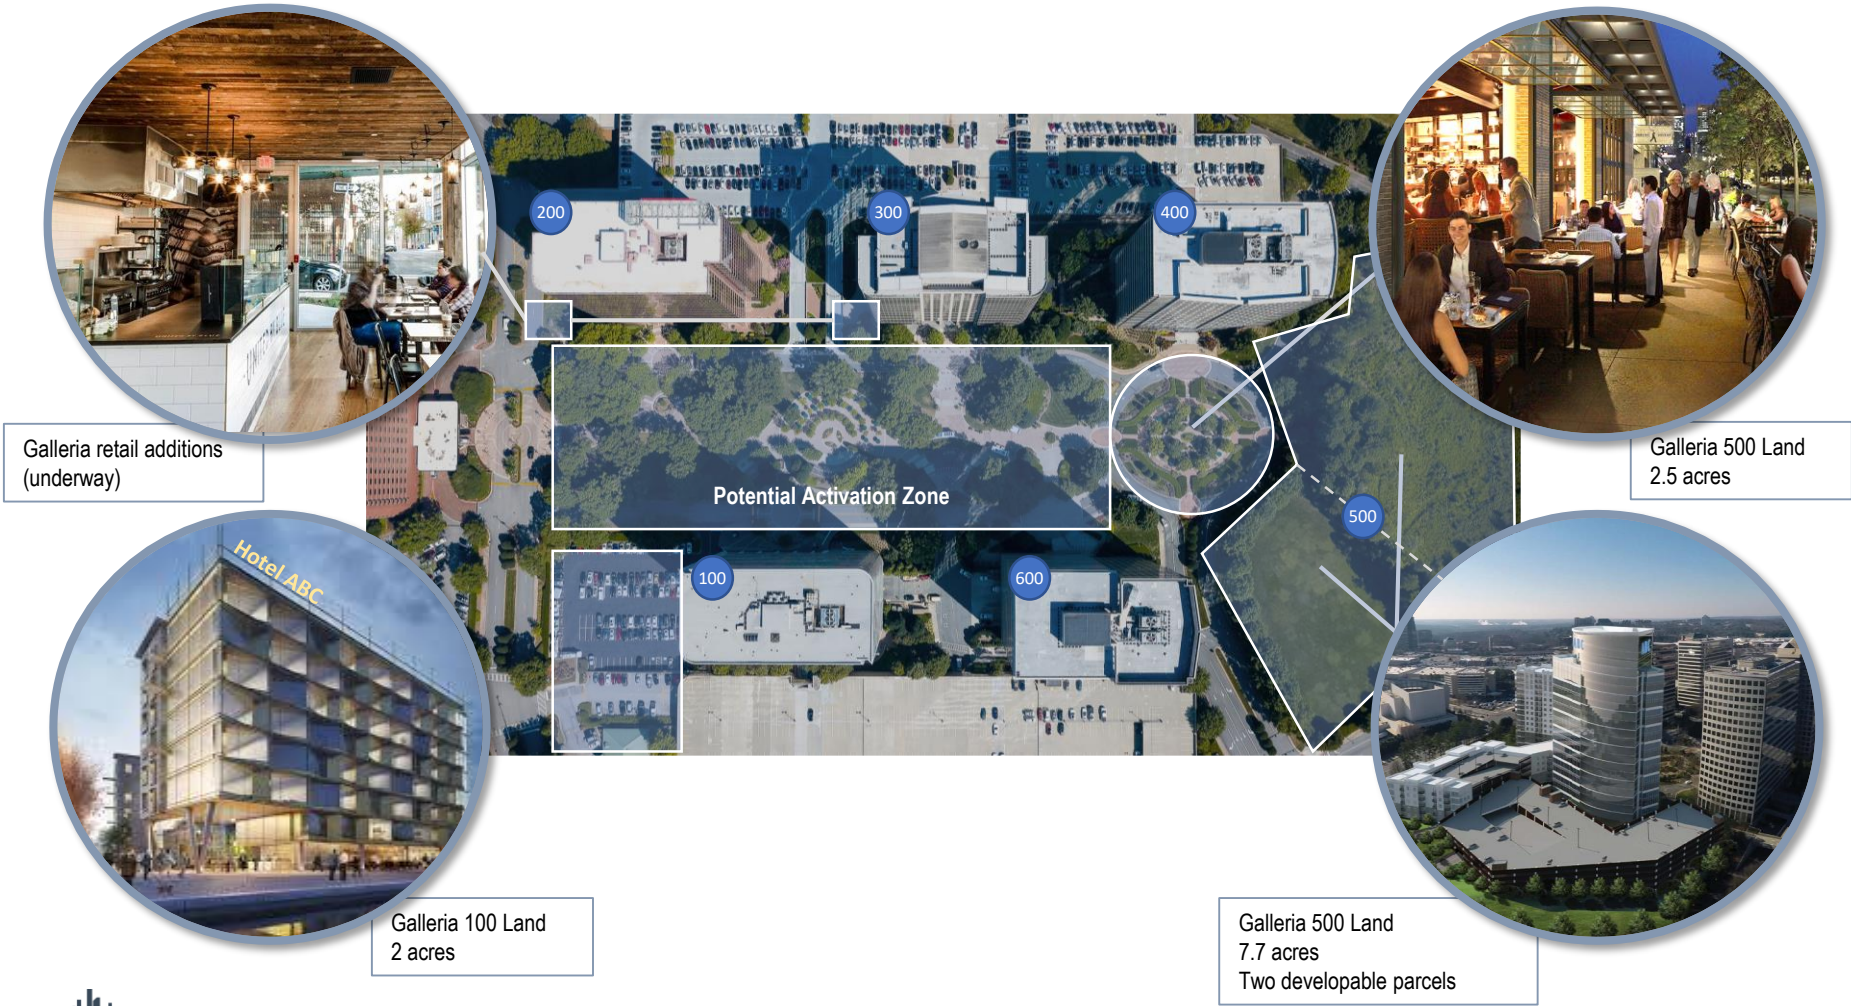 200
300
400
Galleria retail additions
(underway)
Galleria 500 Land
2.5 acres
Potential Activation Zone
500
Hotel ABC
100
600
Galleria 100 Land
2 acres
Galleria 500 Land
7.7 acres
Two developable parcels